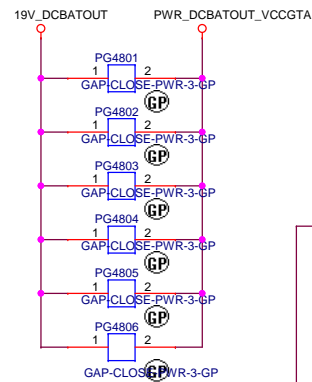 19V_DCBATOUT PWR_DCBATOUT_VCCGTA
PG4801
1 2
GAP-CLOSE-PWR-3-GP
GP
PG4802
1 2
GAP-CLOSE-PWR-3-GP
GP
PG4803
1 2
GAP-CLOSE-PWR-3-GP
GP
PG4804
1 2
GAP-CLOSE-PWR-3-GP
GP
PG4805
1 2
GAP-CLOSE-PWR-3-GP
GP
PG4806
1 2
GAP-CLOSE-PWR-3-GP
GP